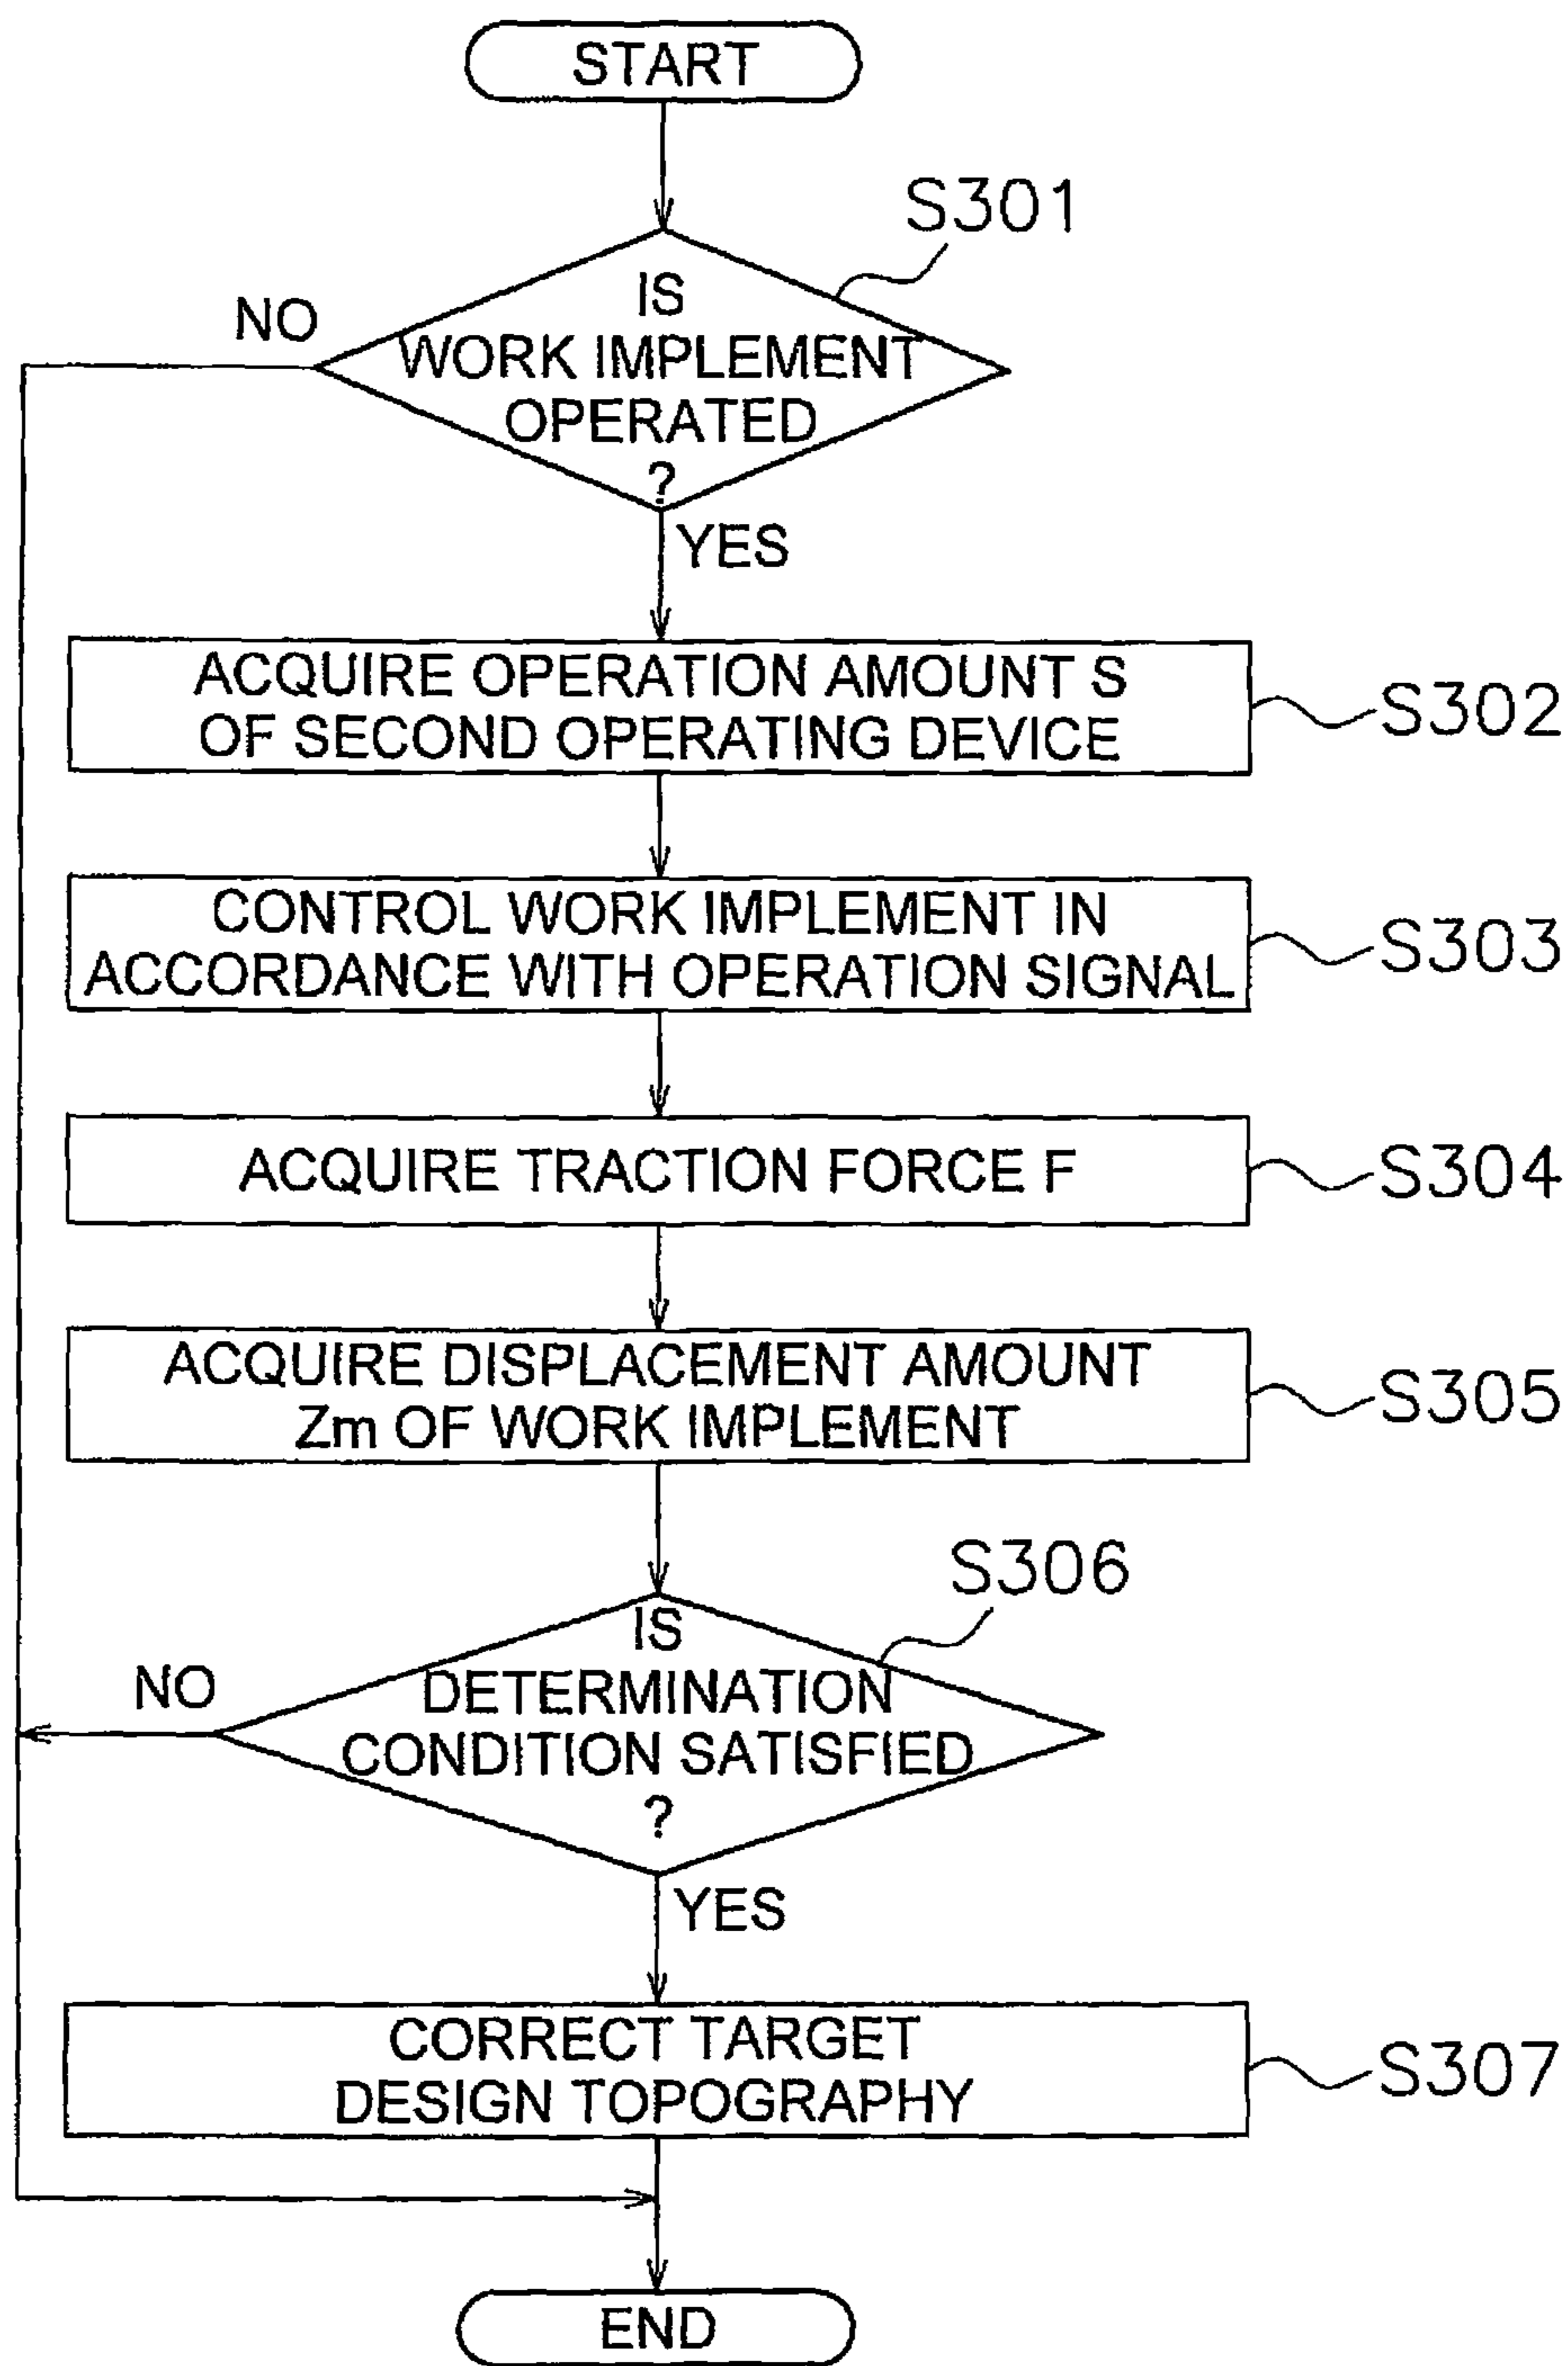 START
S301
NO
IS
WORK IMPLEMENT
OPERATED
?
YES
ACQUIRE OPERATION AMOUNT S
OF SECOND OPERATING DEVICE
S302
CONTROL WORK IMPLEMENT IN
ACCORDANCE WITH OPERATION SIGNAL
S303
ACQUIRE TRACTION FORCE F
S304
ACQUIRE DISPLACEMENT AMOUNT
Zm OF WORK IMPLEMENT
S305
S306
NO
IS
DETERMINATION
CONDITION SATISFIED
?
YES
CORRECT TARGET
DESIGN TOPOGRAPHY
S307
END